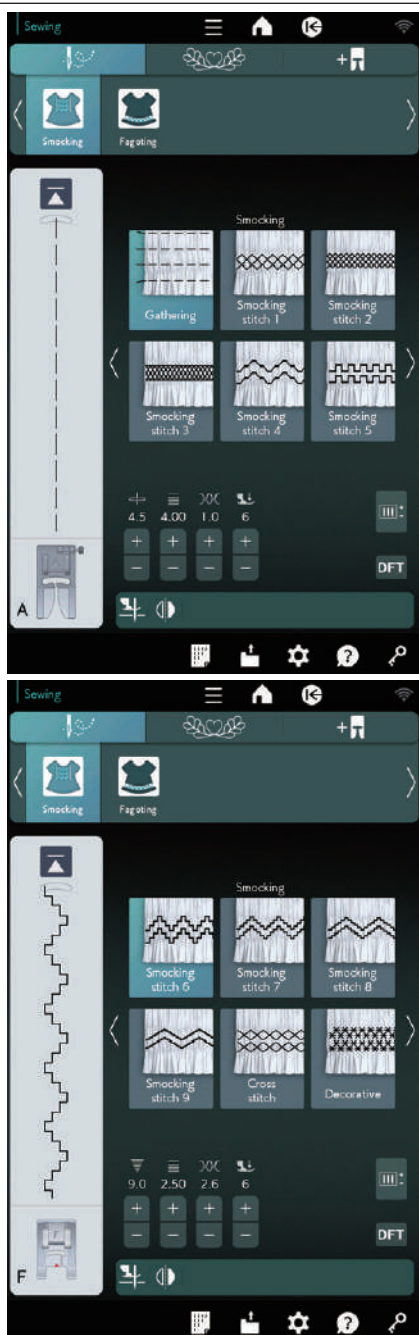 Sewing
Smocking
Fagoting
Smocking
Gathering
Smocking
stitch 1
Smocking
stitch 2
Smocking
stitch 3
Smocking
stitch 4
Smocking
stitch 5
4.5 4.00 1.0 6
+ + + +
− − − −
DFT
A
?
Sewing
Smocking
Fagoting
Smocking
Smocking
stitch 6
Smocking
stitch 7
Smocking
stitch 8
Smocking
stitch 9
Cross
stitch
Decorative
9.0 2.50 2.6 6
+ + + +
− − − −
DFT
F
?